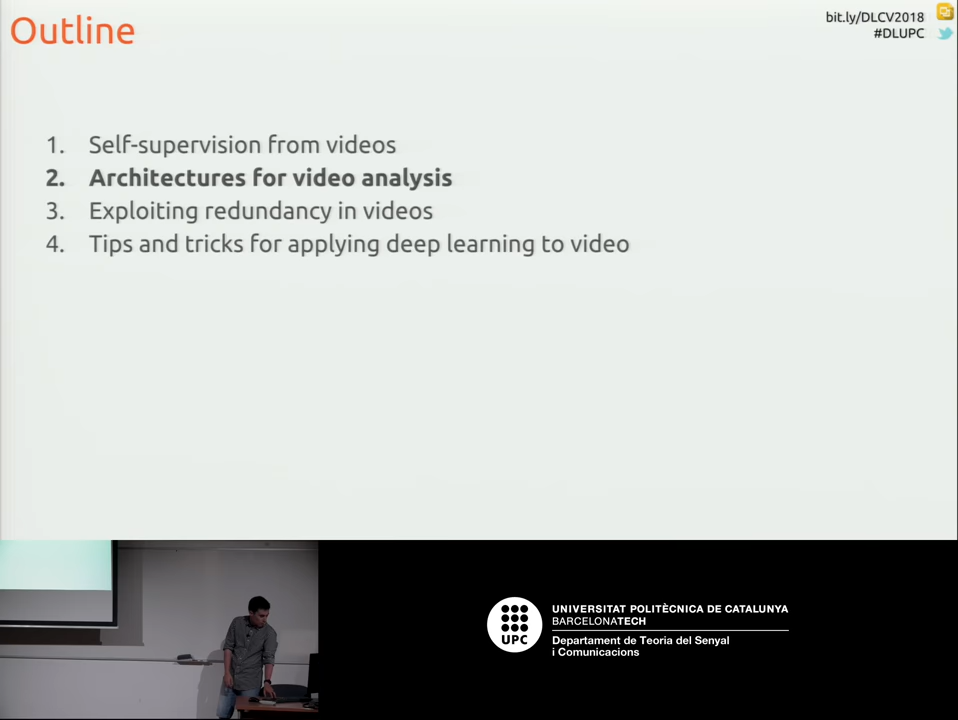 Outline
bit.ly/DLCV2018
#DLUPC
1. Self-supervision from videos
2. Architectures for video analysis
3. Exploiting redundancy in videos
4. Tips and tricks for applying deep learning to video
UPC
UNIVERSITAT POLITÈCNICA DE CATALUNYA
BARCELONATECH
Departament de Teoria del Senyal
i Comunicacions